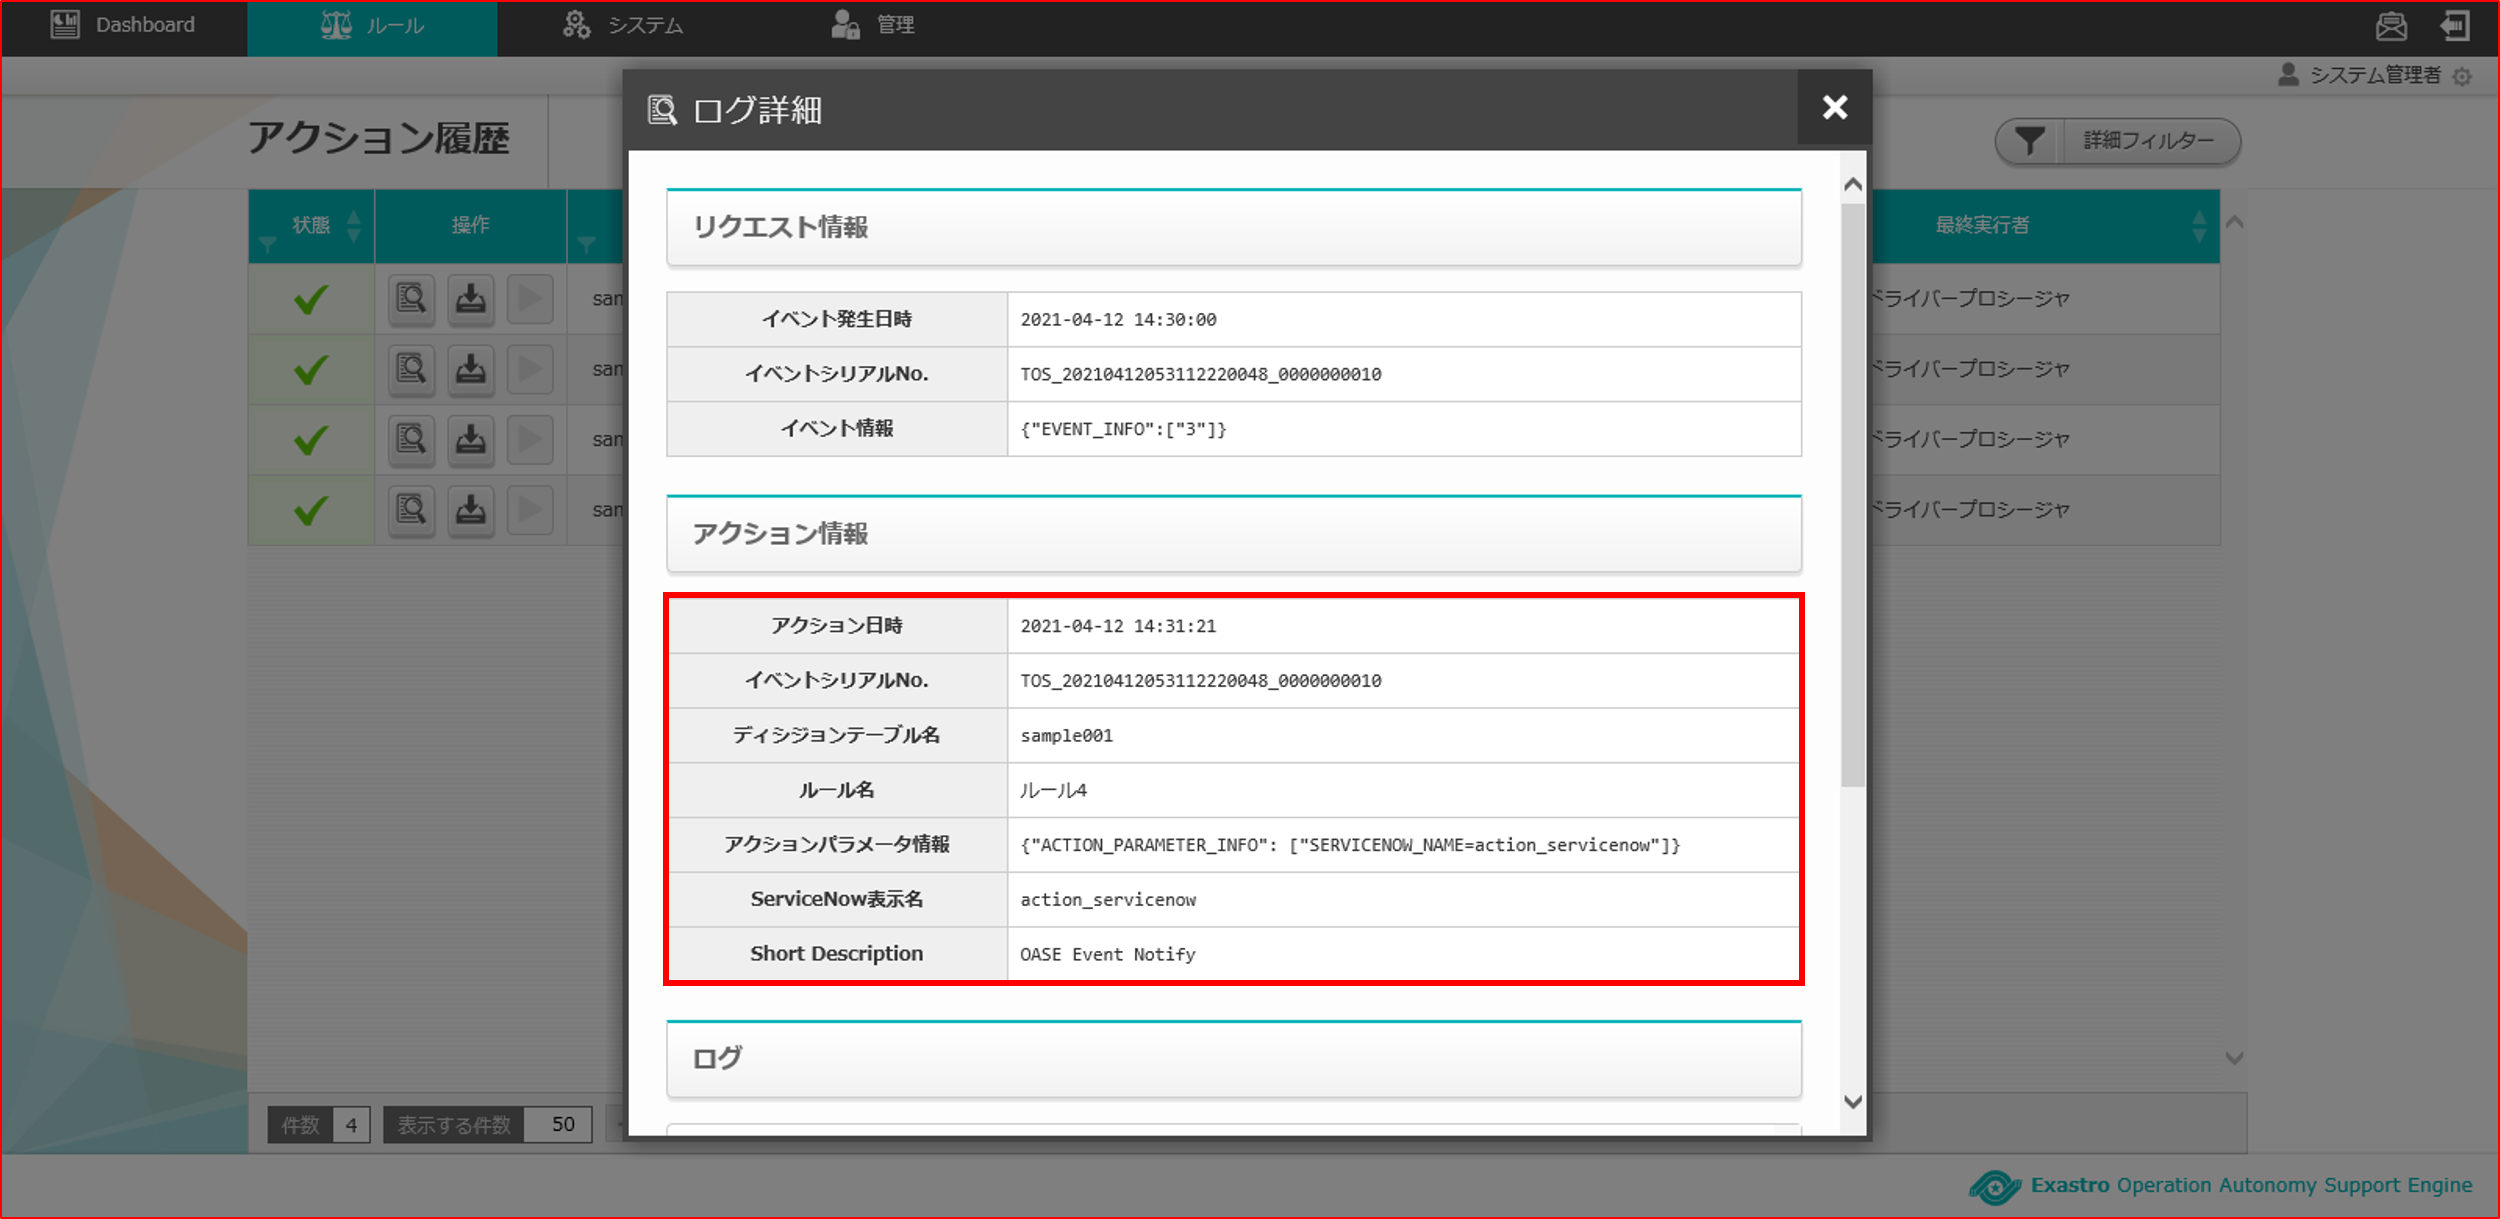 Dashboard ルール システム 管理
システム管理者
アクション履歴
詳細フィルター
状態 操作 最終実行者
ドライバープロシージャ
ドライバープロシージャ
ドライバープロシージャ
ドライバープロシージャ
ログ詳細
リクエスト情報
イベント発生日時 2021-04-12 14:30:00
イベントシリアルNo. TOS_20210412053112220048_0000000010
イベント情報 {"EVENT_INFO":["3"]}
アクション情報
アクション日時 2021-04-12 14:31:21
イベントシリアルNo. TOS_20210412053112220048_0000000010
ディシジョンテーブル名 sample001
ルール名 ルール4
アクションパラメータ情報 {"ACTION_PARAMETER_INFO": ["SERVICENOW_NAME=action_servicenow"]}
ServiceNow表示名 action_servicenow
Short Description OASE Event Notify
ログ
件数 4 表示する件数 50
Exastro Operation Autonomy Support Engine